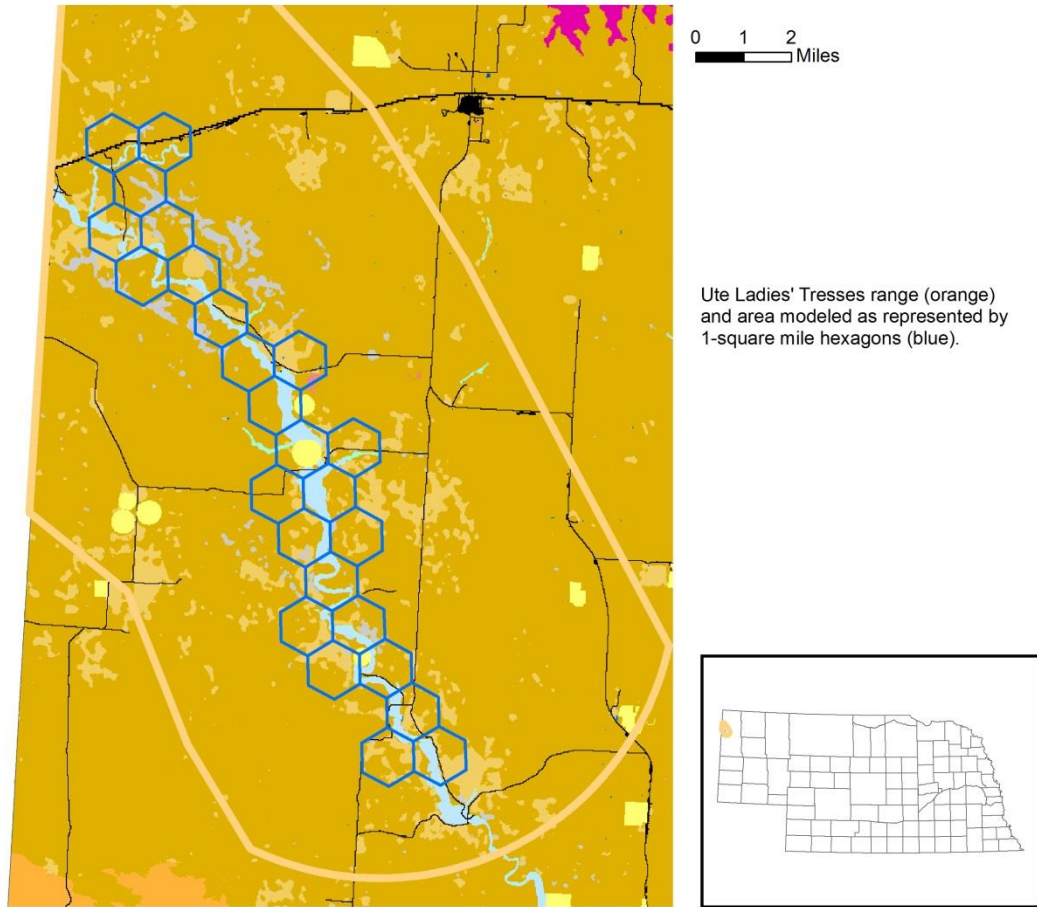 0 1 2
Miles
Ute Ladies' Tresses range (orange)
and area modeled as represented by
1-square mile hexagons (blue).